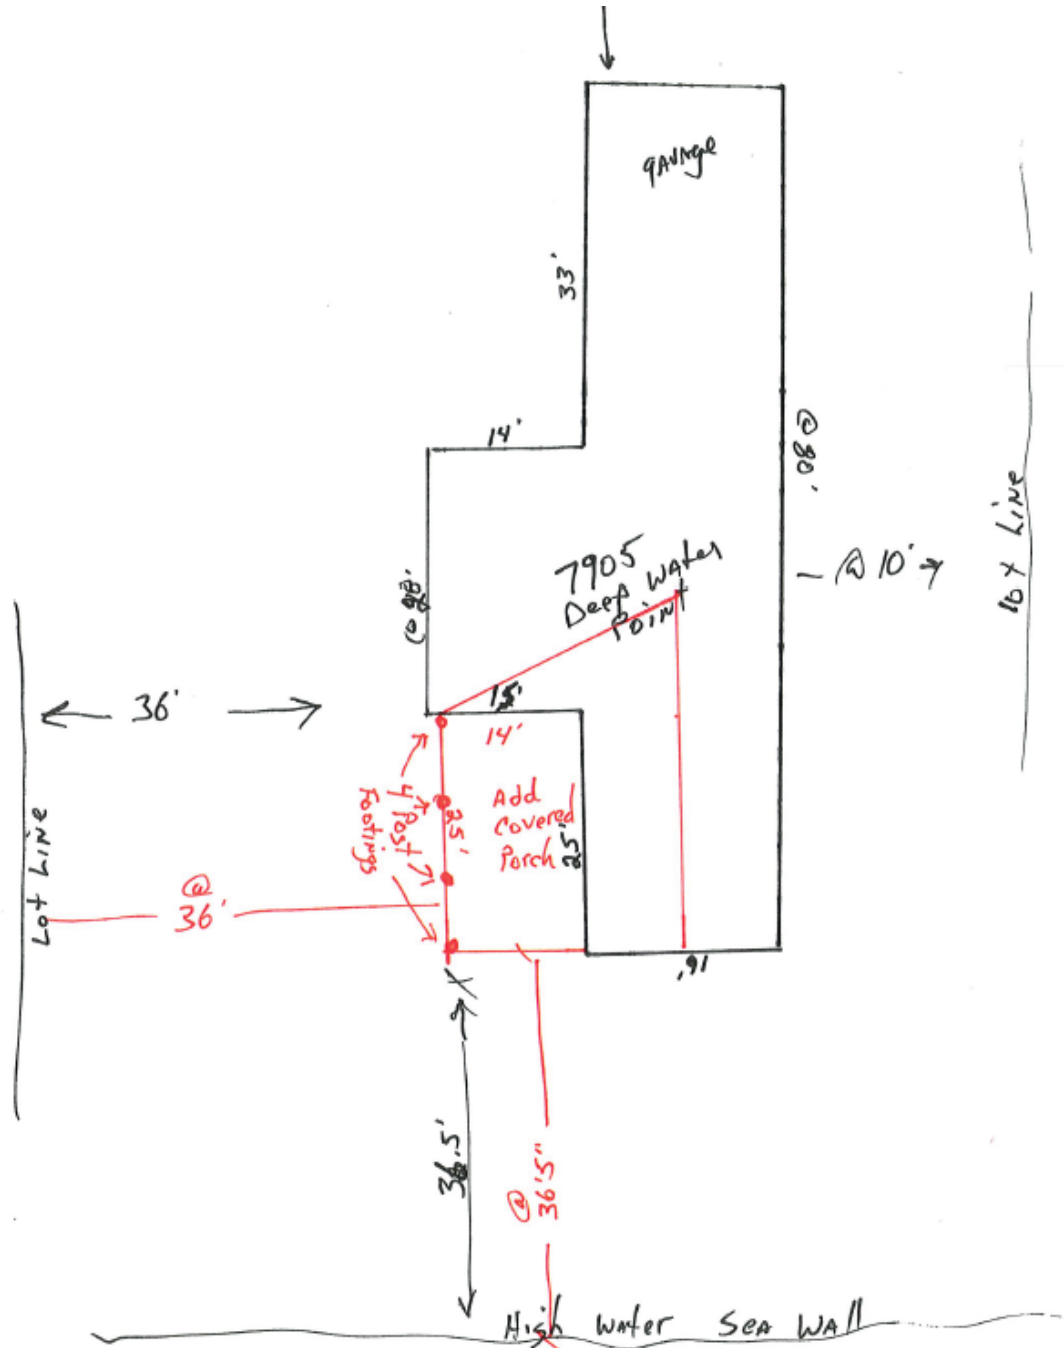 garage
33'
14'
@ 80'
Lot Line
7905
Deep Water
Point
- @ 10'
36'
15'
14'
4 Post
Footings
25'
Add
Covered
Porch
25'
Lot Line
@
36'
16'
36.5'
@
36'5"
High Water Sea Wall